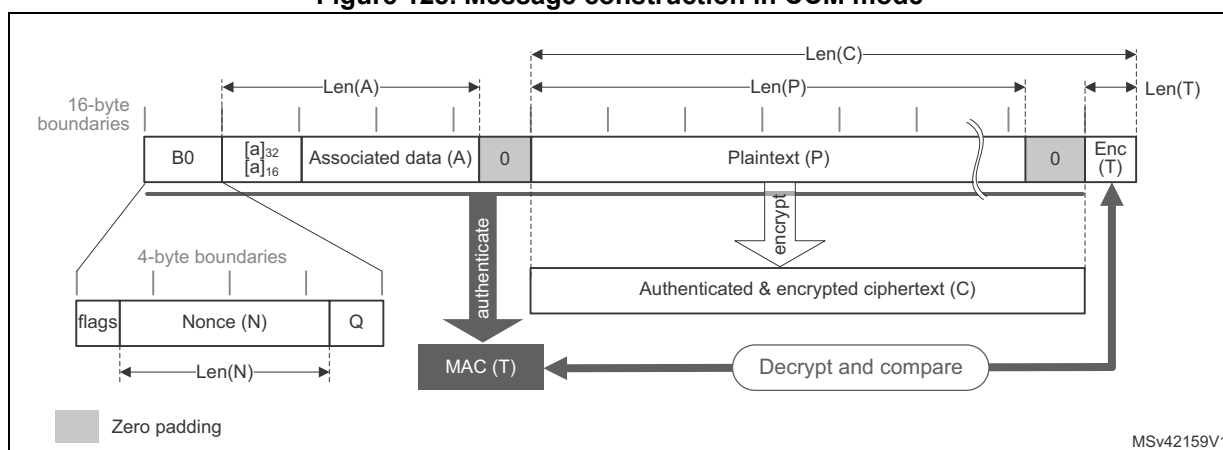 Figure 125. Message construction in CCM mode
Len(C)
Len(A)
Len(P)
Len(T)
16-byte
boundaries
B0
[a]32
[a]16
Associated data (A)
0
Plaintext (P)
0
Enc
(T)
authenticate
encrypt
4-byte boundaries
Authenticated & encrypted ciphertext (C)
flags
Nonce (N)
Q
Len(N)
MAC (T)
Decrypt and compare
Zero padding
MSv42159V1